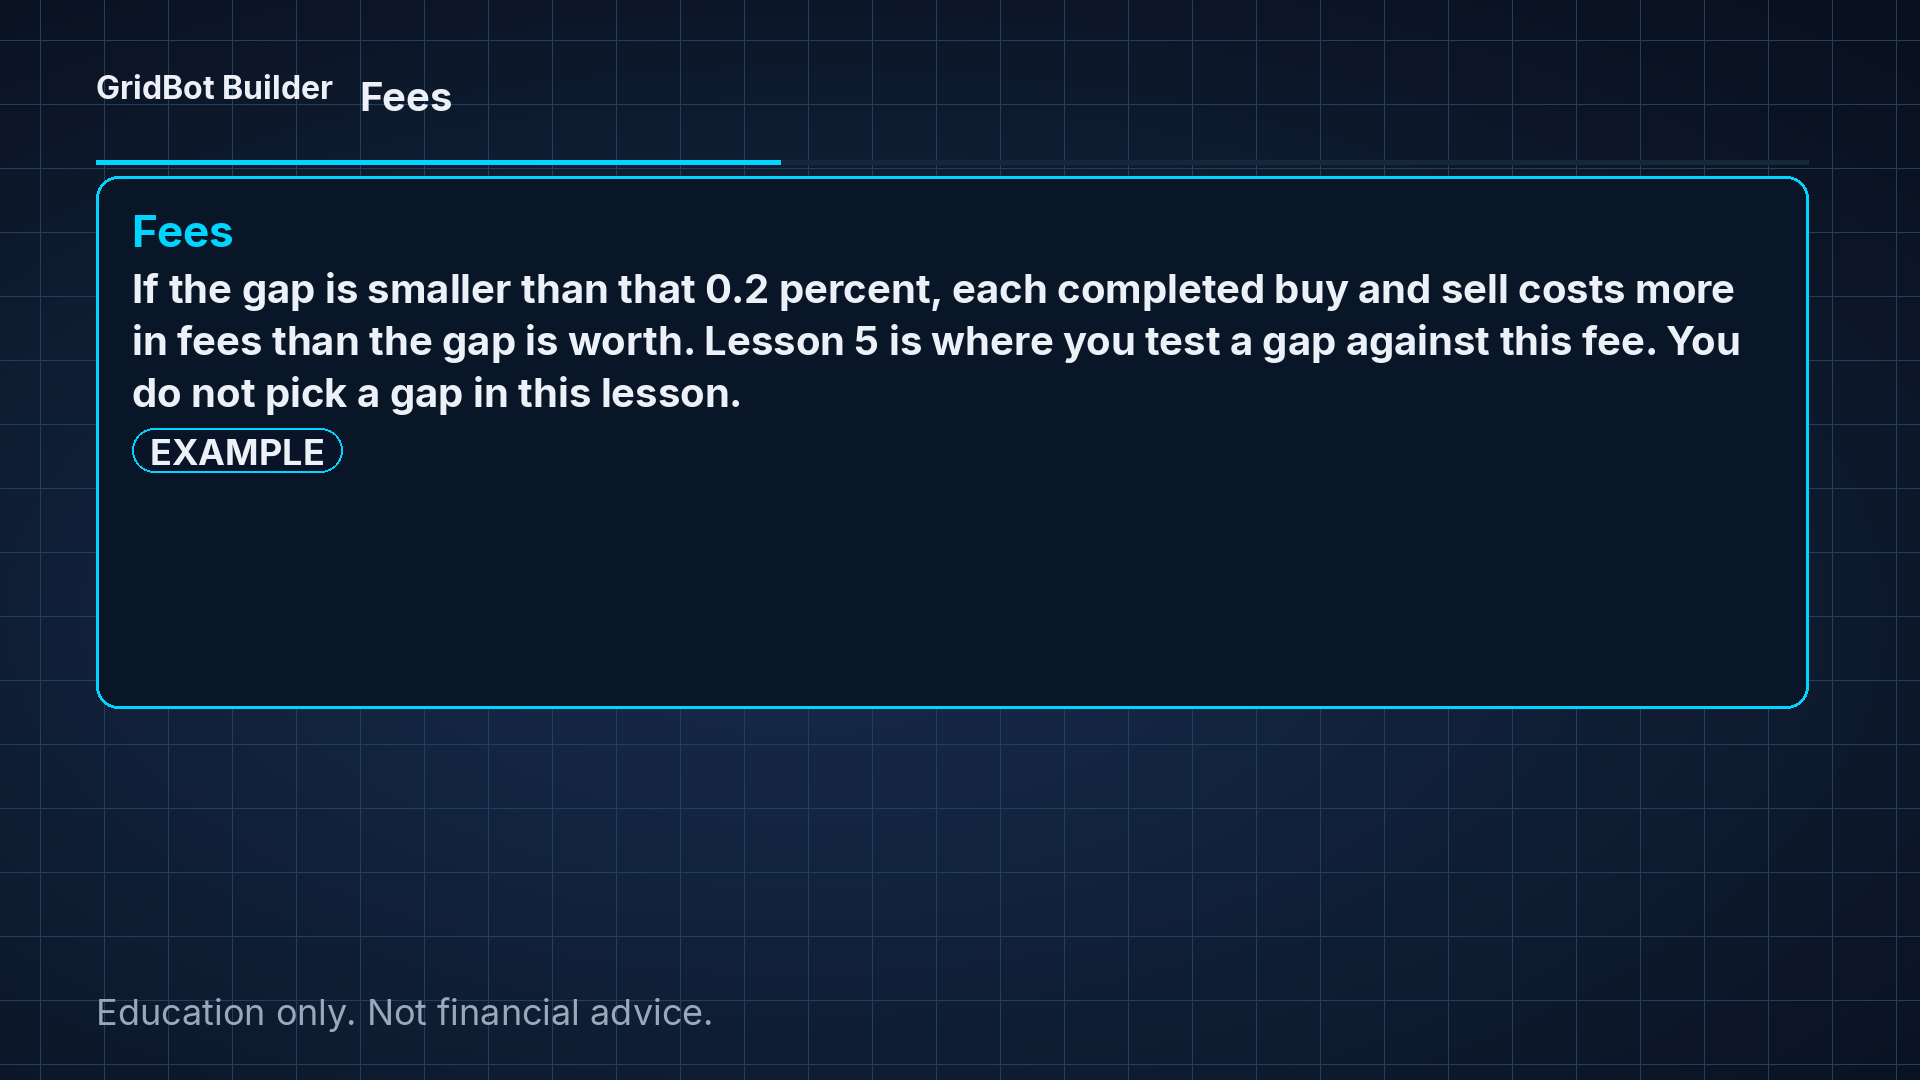 GridBot Builder
Fees
Fees
If the gap is smaller than that 0.2 percent, each completed buy and sell costs more
in fees than the gap is worth. Lesson 5 is where you test a gap against this fee. You
do not pick a gap in this lesson.
EXAMPLE
Education only. Not financial advice.